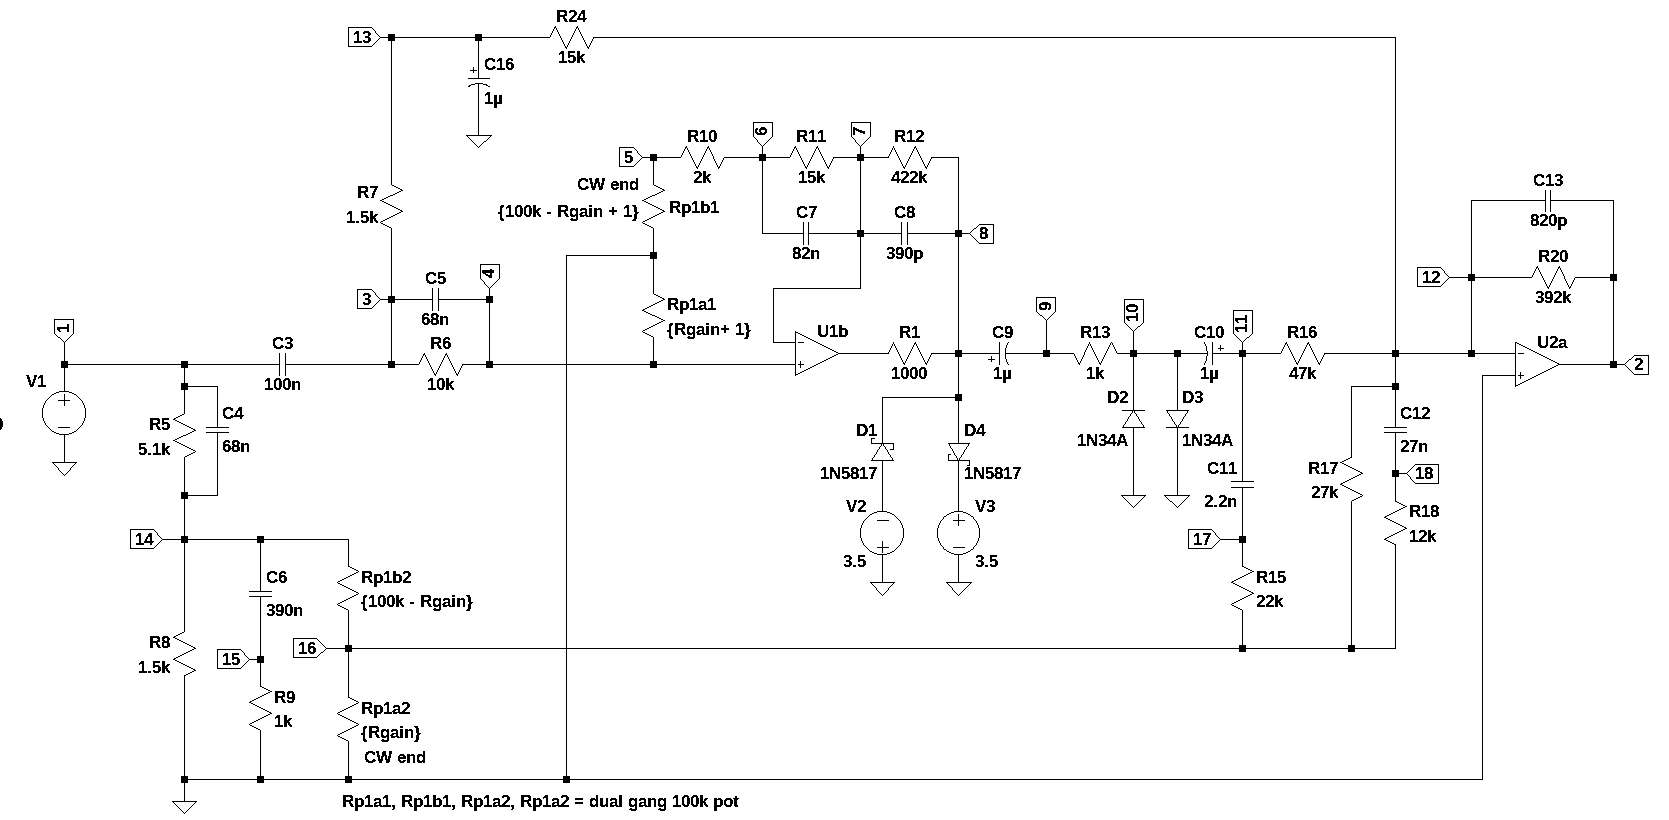 R24
13
15k
C16
+
1µ
R10
6
R11
7
R12
5
2k
15k
422k
CW end
R7
1.5k
{100k - Rgain + 1}
Rp1b1
C7
C8
8
82n
390p
C13
820p
R20
12
392k
C5
4
3
68n
Rp1a1
{Rgain+ 1}
9
10
11
1
C3
R6
U1b
R1
C9
R13
C10
R16
U2a
100n
10k
1000
+
1µ
1k
+
1µ
47k
2
V1
R5
5.1k
C4
68n
D1
1N5817
D4
1N5817
D2
1N34A
D3
1N34A
C12
27n
C11
2.2n
R17
27k
18
V2
3.5
V3
3.5
R18
12k
14
17
C6
390n
Rp1b2
{100k - Rgain}
R15
22k
R8
1.5k
15
16
R9
1k
Rp1a2
{Rgain}
CW end
Rp1a1, Rp1b1, Rp1a2, Rp1a2 = dual gang 100k pot